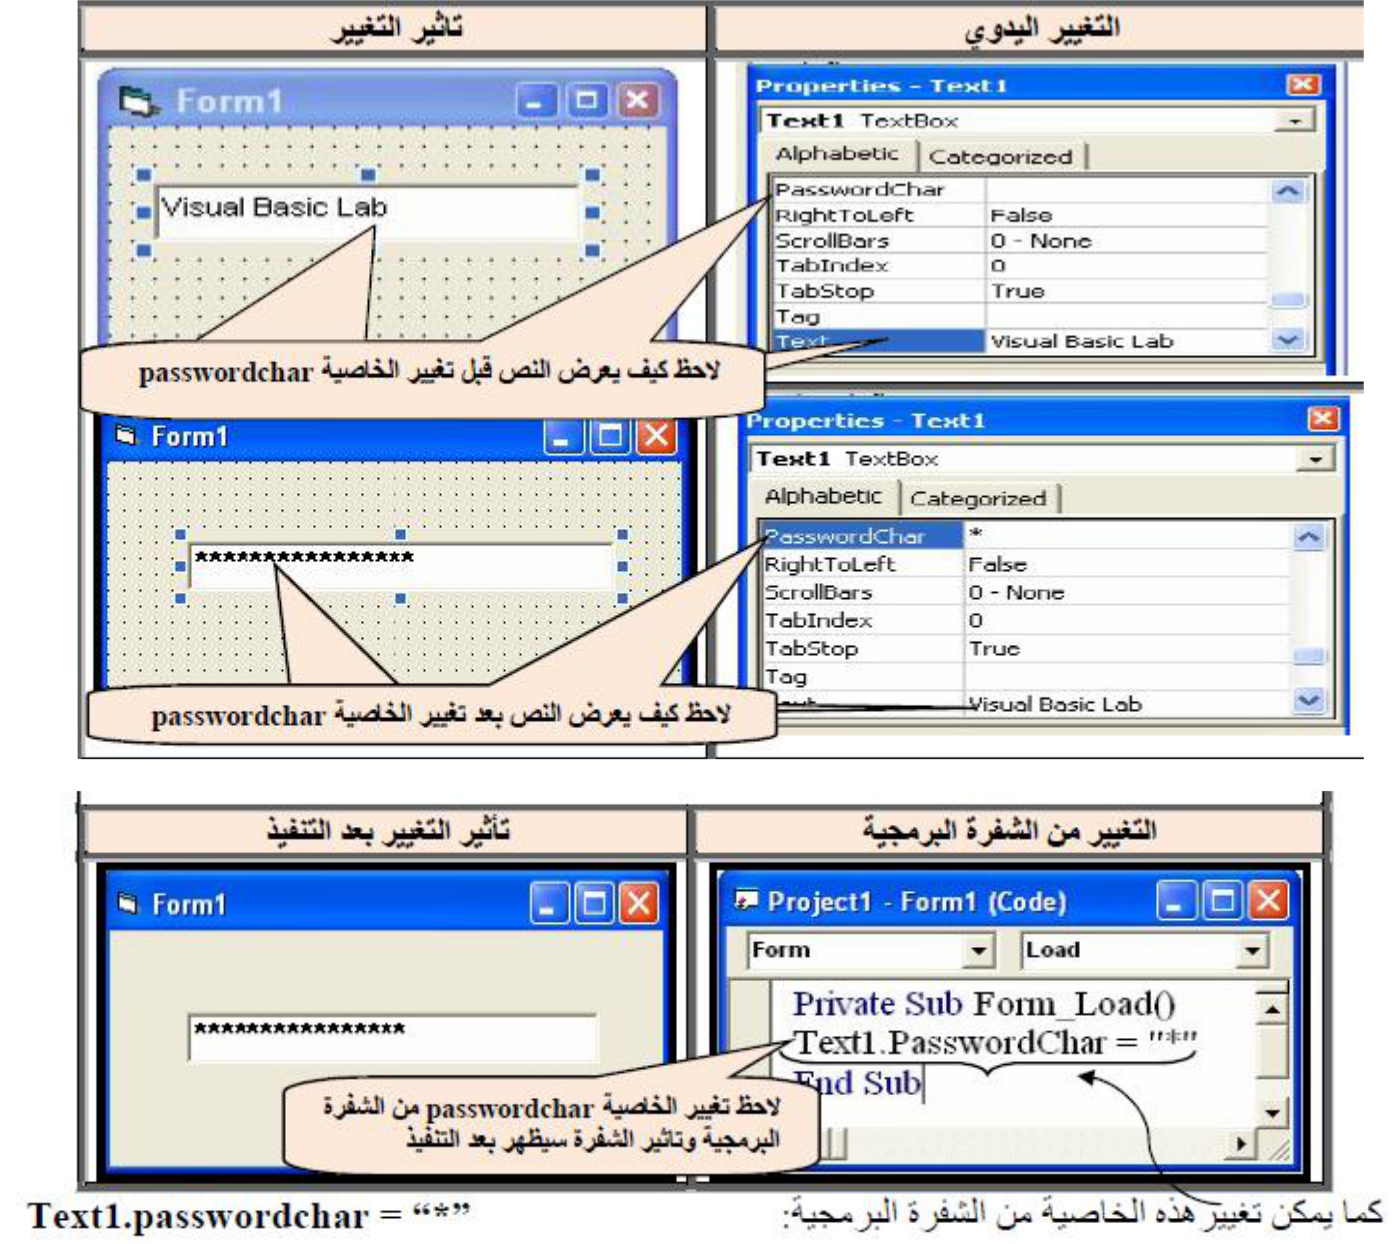 التغيير اليدوي
تاثير التغيير
Form1
Visual Basic Lab
Properties - Text1
Text1 TextBox
Alphabetic Categorized
PasswordChar
RightToLeft False
ScrollBars 0 - None
TabIndex 0
TabStop True
Tag
Text Visual Basic Lab
لاحظ كيف يعرض النص قبل تغيير الخاصية passwordchar
Form1
****************
Properties - Text1
Text1 TextBox
Alphabetic Categorized
PasswordChar *
RightToLeft False
ScrollBars 0 - None
TabIndex 0
TabStop True
Tag
Visual Basic Lab
لاحظ كيف يعرض النص بعد تغيير الخاصية passwordchar
التغيير من الشفرة البرمجية
تأثير التغيير بعد التنفيذ
Form1
****************
Project1 - Form1 (Code)
Form Load
Private Sub Form_Load()
Text1.PasswordChar = "*"
End Sub
لاحظ تغيير الخاصية passwordchar من الشفرة
البرمجية وتاثير الشفرة سيظهر بعد التنفيذ
كما يمكن تغيير هذه الخاصية من الشفرة البرمجية: Text1.passwordchar = “*”